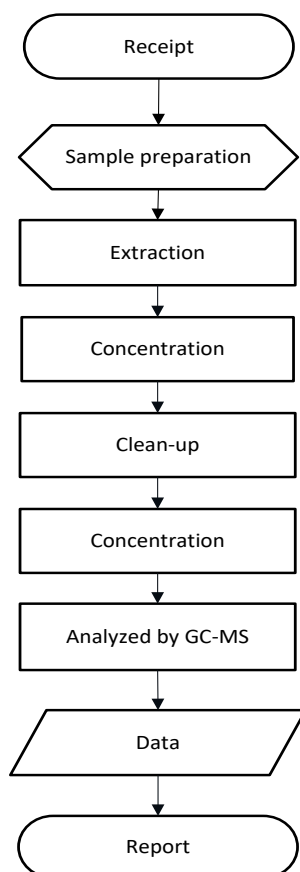 Receipt
Sample preparation
Extraction
Concentration
Clean-up
Concentration
Analyzed by GC-MS
Data
Report